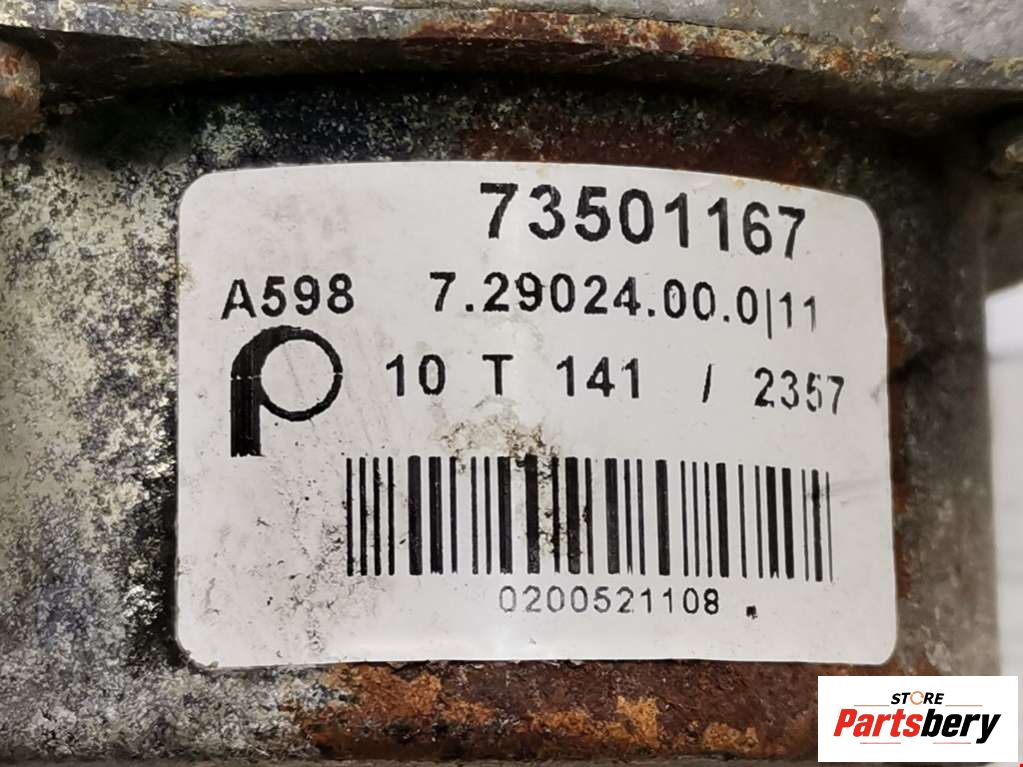 73501167
A598 7.29024.00.0|11
10 T 141 / 2357
0200521108
STORE
Partsbery